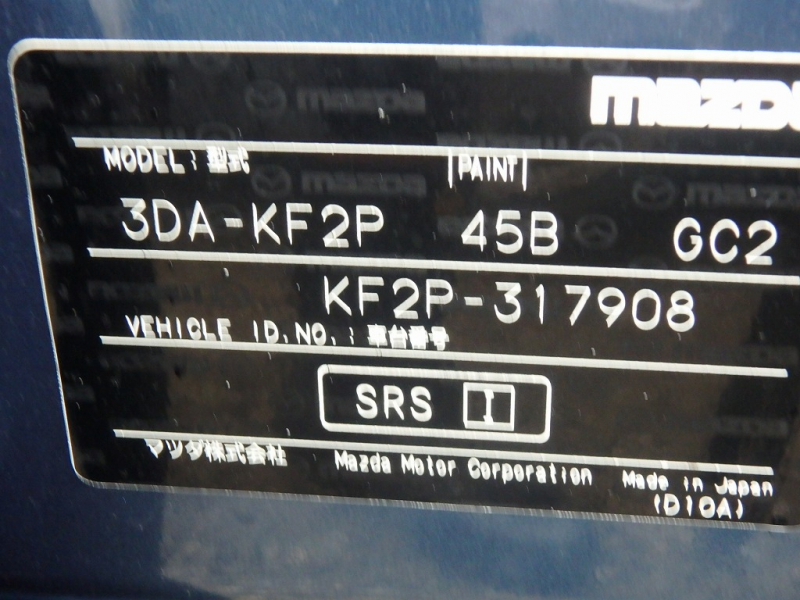 mazda
MODEL:型式 PAINT
3DA-KF2P 45B GC2
KF2P-317908
VEHICLE ID.NO.:車台番号
SRS I
マツダ株式会社 Mazda Motor Corporation Made in Japan
(D10A)